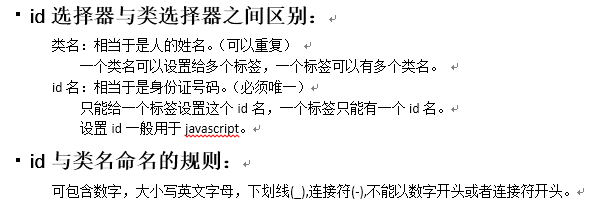 id 选择器与类选择器之间区别：
类名：相当于是人的姓名。（可以重复）
一个类名可以设置给多个标签，一个标签可以有多个类名。
id 名：相当于是身份证号码。（必须唯一）
只能给一个标签设置这个 id 名，一个标签只能有一个 id 名。
设置 id 一般用于 javascript。
id 与类名命名的规则：
可包含数字，大小写英文字母，下划线(_),连接符(-),不能以数字开头或者连接符开头。